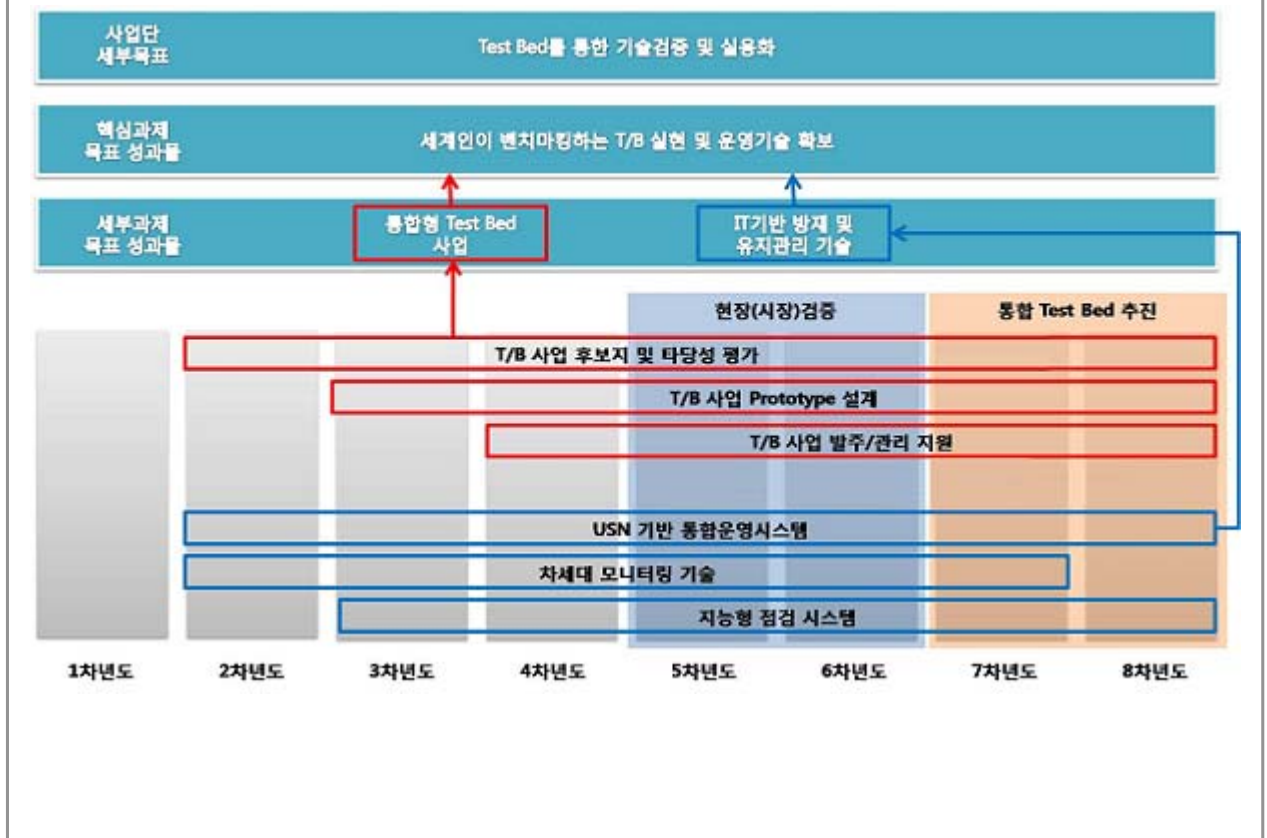 사업단
세부목표
Test Bed를 통한 기술검증 및 실용화
핵심과제
목표 성과물
세계인이 벤치마킹하는 T/B 실현 및 운영기술 확보
세부과제
목표 성과물
통합형 Test Bed
사업
IT기반 방재 및
유지관리 기술
현장(시장)검증
통합 Test Bed 추진
T/B 사업 후보지 및 타당성 평가
T/B 사업 Prototype 설계
T/B 사업 발주/관리 지원
USN 기반 통합운영시스템
차세대 모니터링 기술
지능형 점검 시스템
1차년도 2차년도 3차년도 4차년도 5차년도 6차년도 7차년도 8차년도